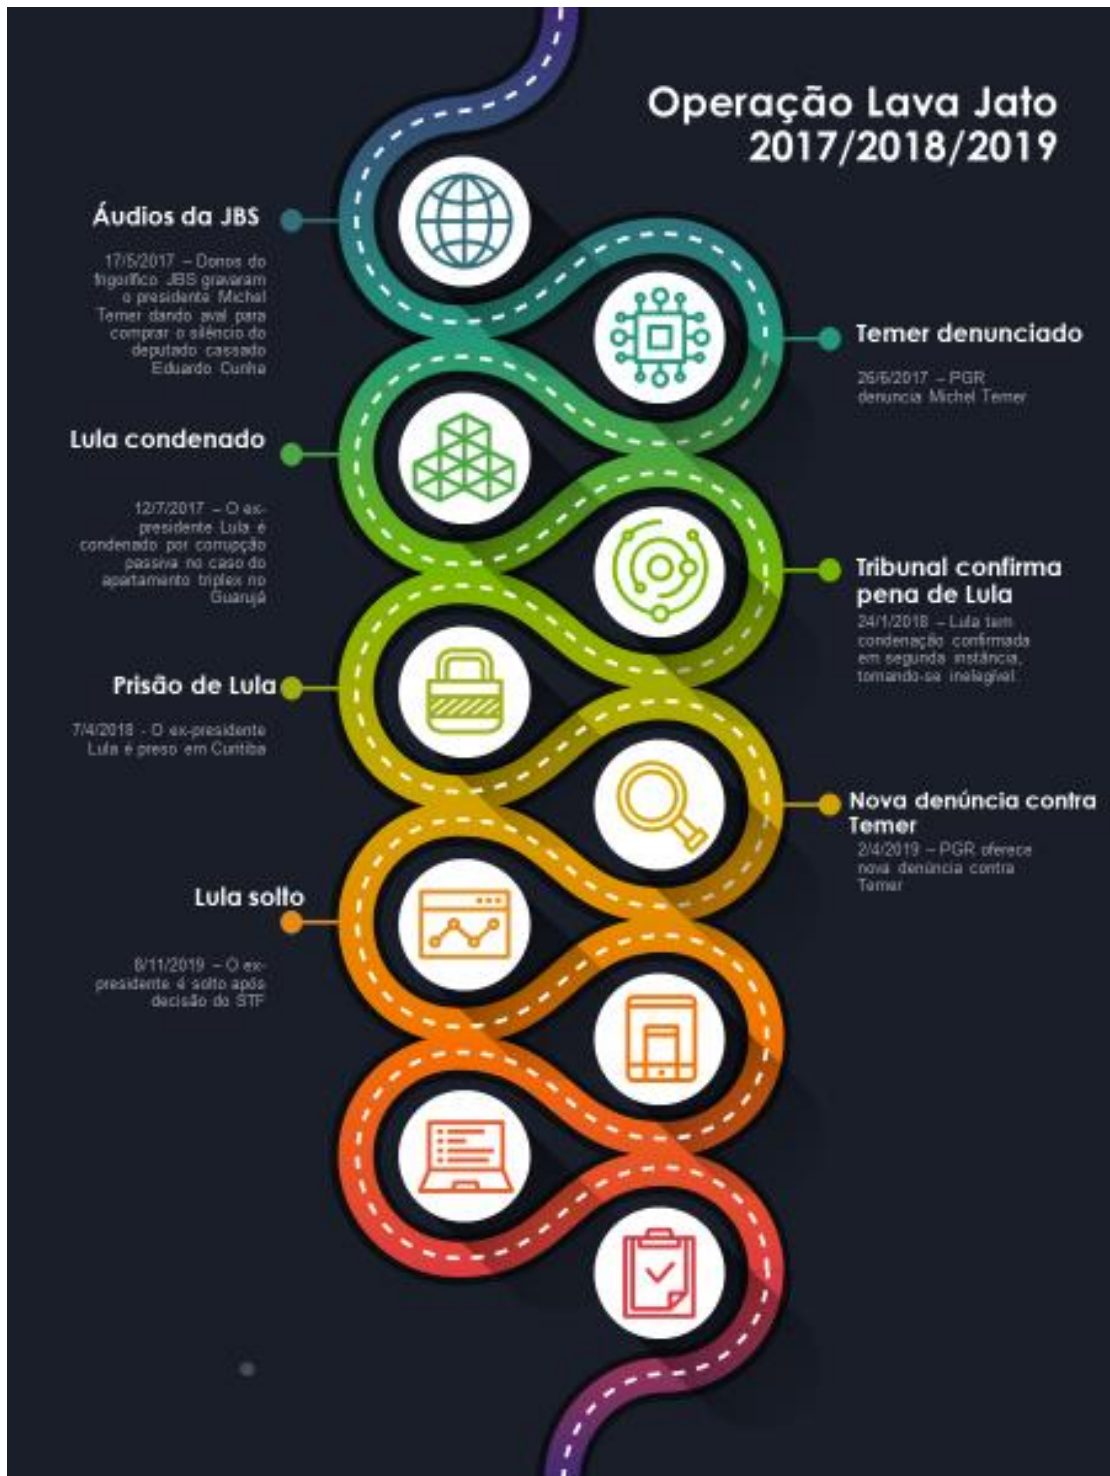 Operação Lava Jato
2017/2018/2019
Áudios da JBS
17/5/2017 – Donos do
frigorífico JBS gravaram
o presidente Michel
Temer dando aval para
comprar o silêncio do
deputado cassado
Eduardo Cunha
Temer denunciado
26/6/2017 – PGR
denuncia Michel Temer
Lula condenado
12/7/2017 – O ex-
presidente Lula é
condenado por corrupção
passiva no caso do
apartamento triplex no
Guarujá
Tribunal confirma
pena de Lula
24/1/2018 – Lula tem
condenação confirmada
em segunda instância,
tornando-se inelegível.
Prisão de Lula
7/4/2018 - O ex-presidente
Lula é preso em Curitiba
Nova denúncia contra
Temer
2/4/2019 – PGR oferece
nova denúncia contra
Temer
Lula solto
8/11/2019 – O ex-
presidente é solto após
decisão do STF